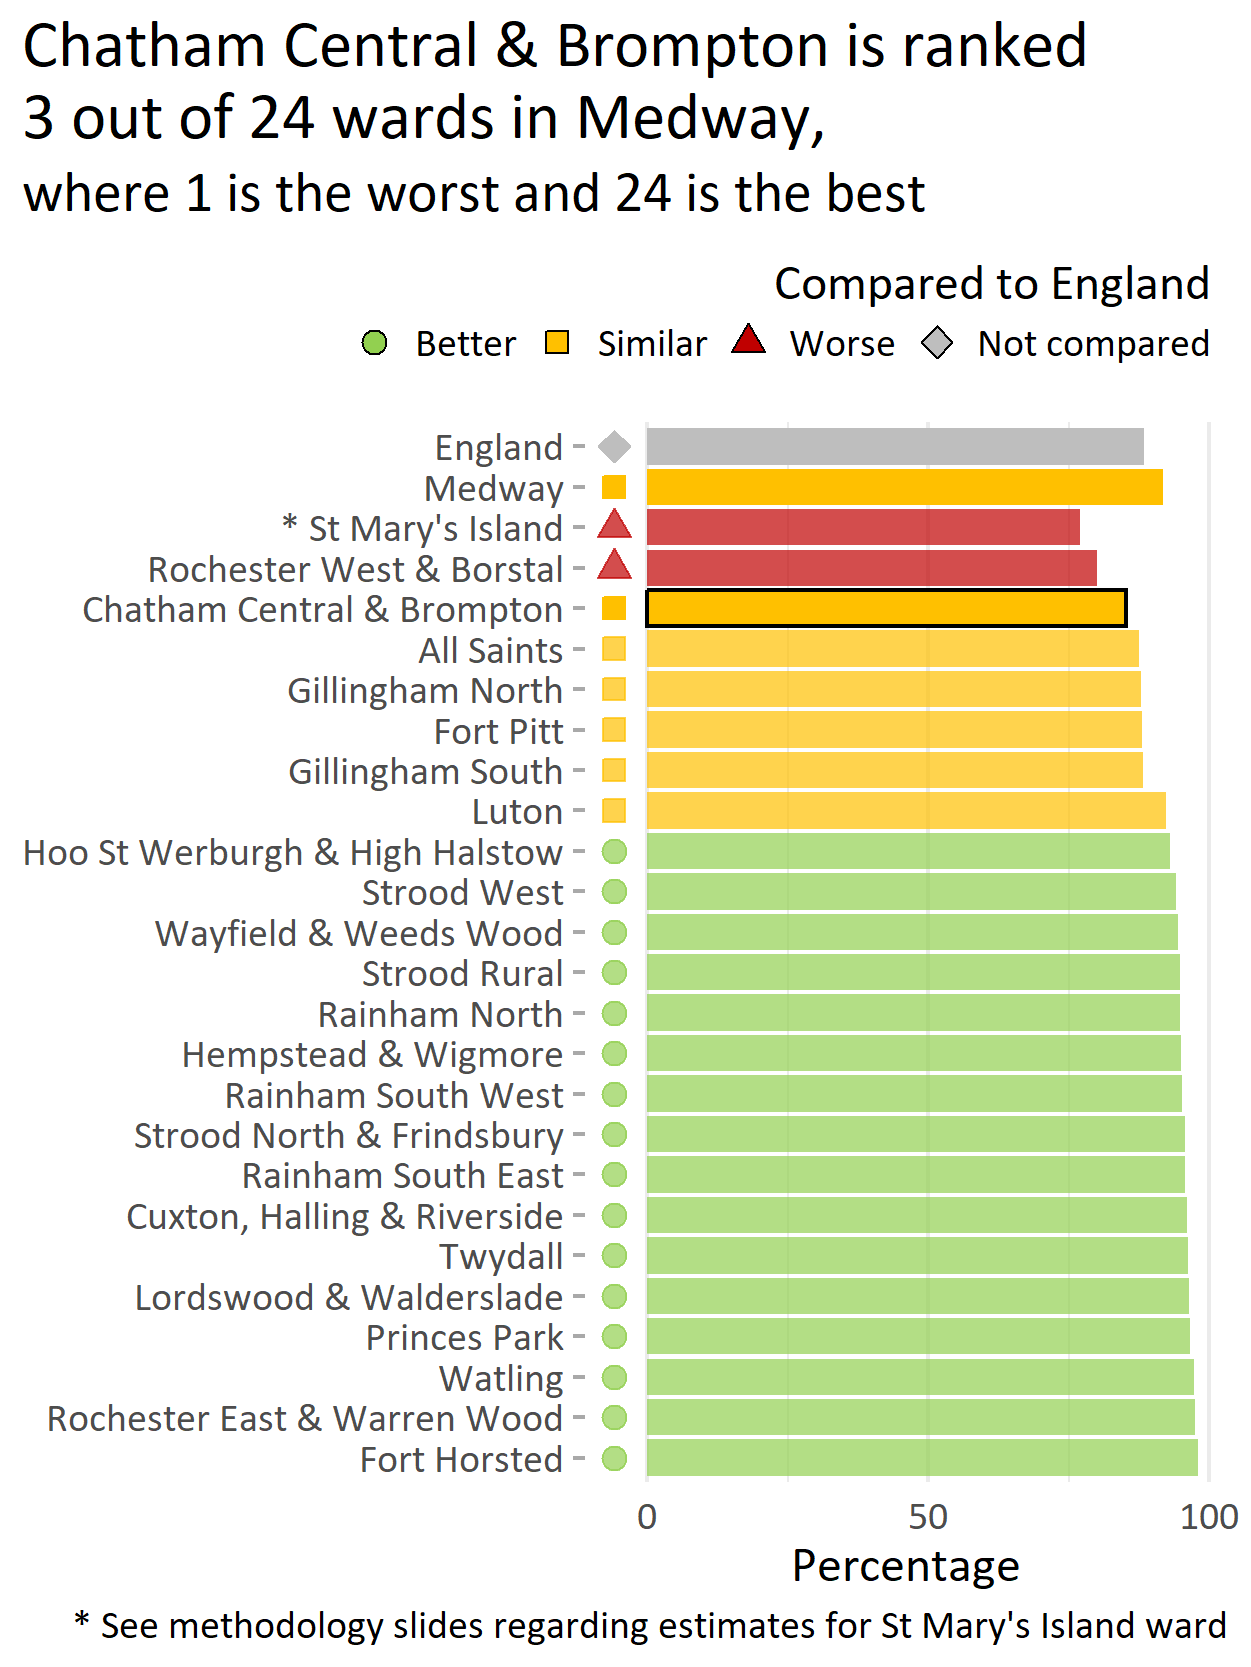 Chatham Central & Brompton is ranked
3 out of 24 wards in Medway,
where 1 is the worst and 24 is the best
Compared to England
Better Similar Worse Not compared
England
Medway
* St Mary's Island
Rochester West & Borstal
Chatham Central & Brompton
All Saints
Gillingham North
Fort Pitt
Gillingham South
Luton
Hoo St Werburgh & High Halstow
Strood West
Wayfield & Weeds Wood
Strood Rural
Rainham North
Hempstead & Wigmore
Rainham South West
Strood North & Frindsbury
Rainham South East
Cuxton, Halling & Riverside
Twydall
Lordswood & Walderslade
Princes Park
Watling
Rochester East & Warren Wood
Fort Horsted
0 50 100
Percentage
* See methodology slides regarding estimates for St Mary's Island ward